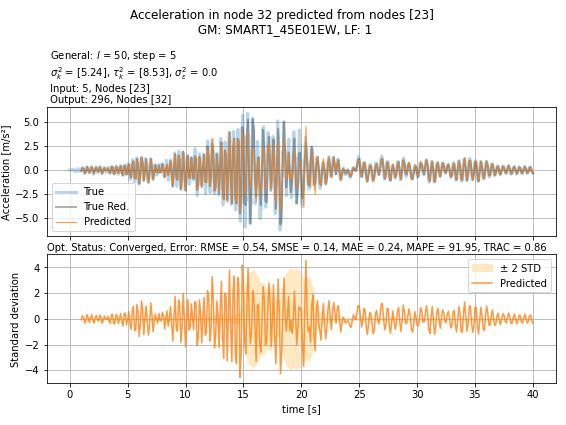 Acceleration in node 32 predicted from nodes [23]
GM: SMART1_45E01EW, LF: 1
General: l = 50, step = 5
σ²ₖ = [5.24], τ²ₖ = [8.53], σ²ε = 0.0
Input: 5, Nodes [23]
Output: 296, Nodes [32]
Acceleration [m/s²]
5.0
2.5
0.0
−2.5
−5.0
True
True Red.
Predicted
Opt. Status: Converged, Error: RMSE = 0.54, SMSE = 0.14, MAE = 0.24, MAPE = 91.95, TRAC = 0.86
Standard deviation
4
2
0
−2
−4
± 2 STD
Predicted
0 5 10 15 20 25 30 35 40
time [s]